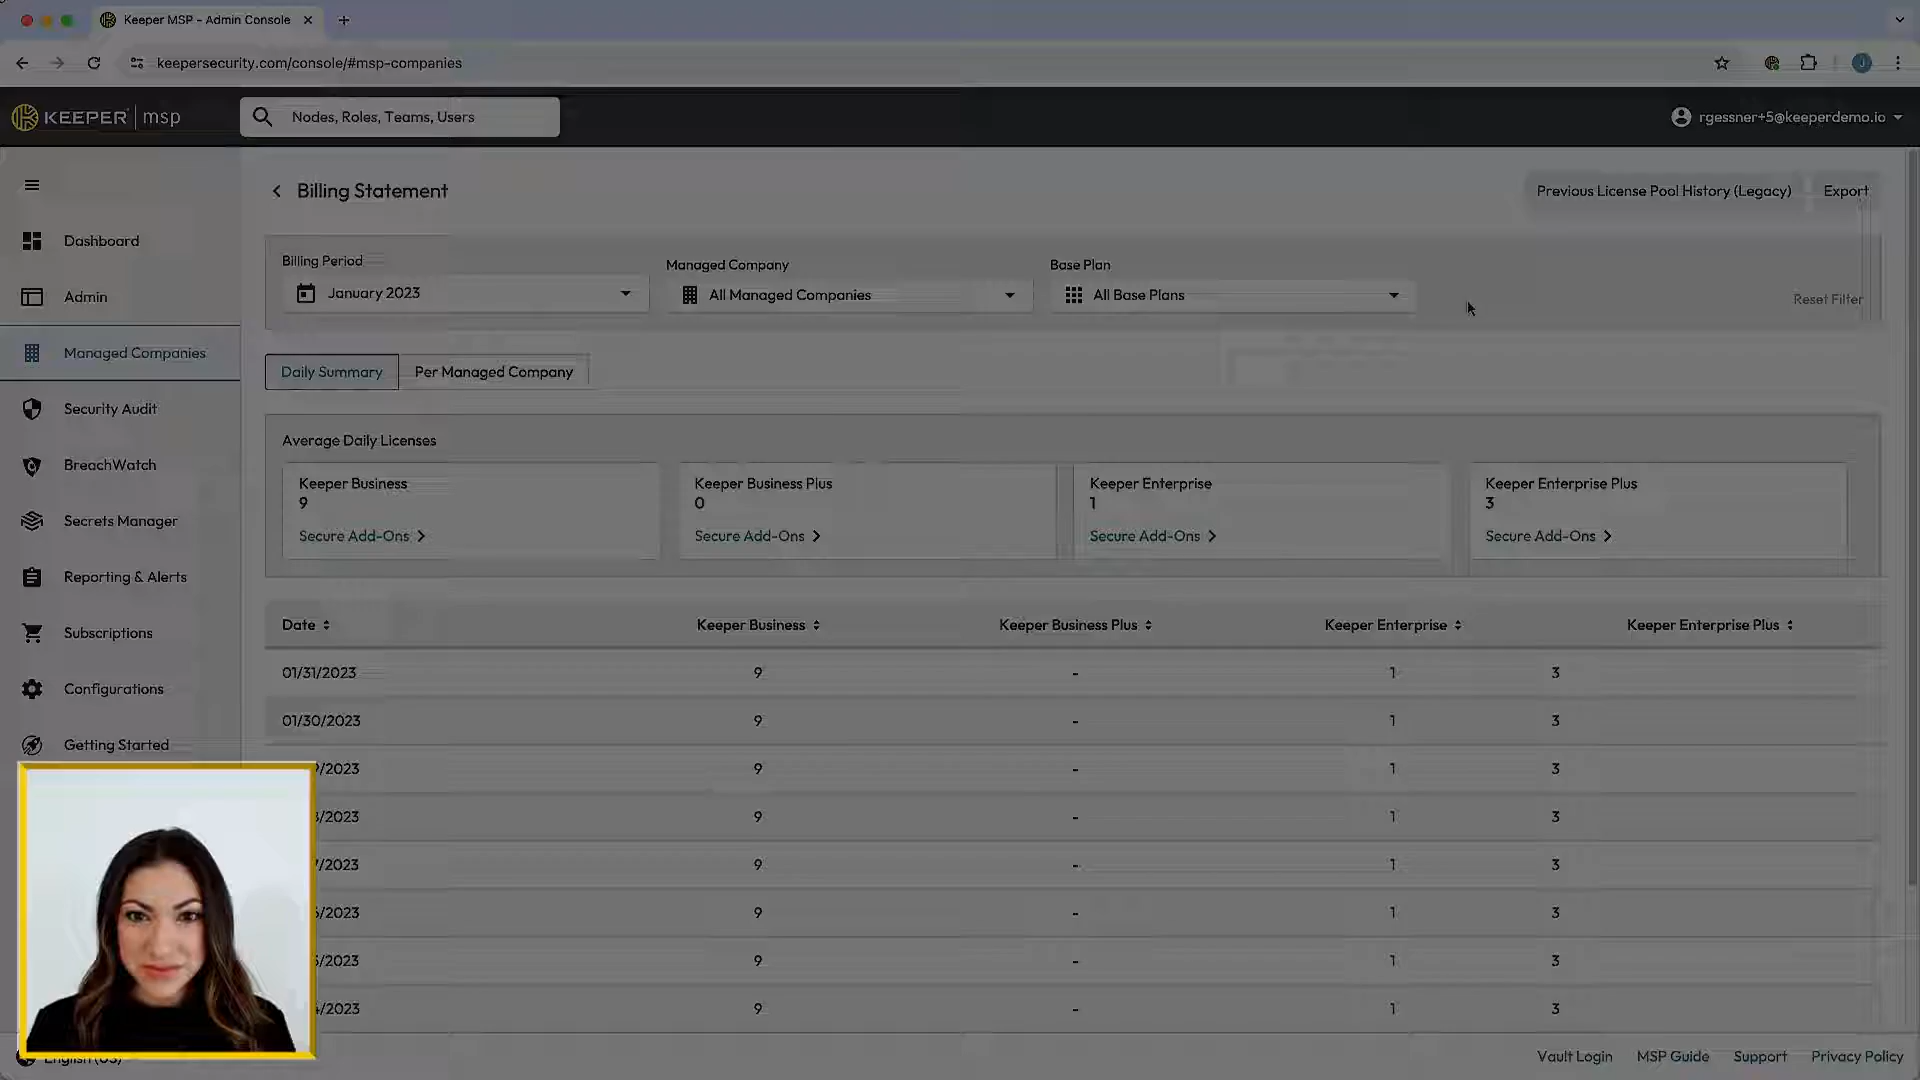 Keeper MSP - Admin Console
keepersecurity.com/console/#msp-companies
J
KEEPER | msp
Nodes, Roles, Teams, Users
rgessner+5@keeperdemo.io
Billing Statement
Previous License Pool History (Legacy)
Export
Dashboard
Admin
Managed Companies
Security Audit
BreachWatch
Secrets Manager
Reporting & Alerts
Subscriptions
Configurations
Getting Started
Billing Period
January 2023
Managed Company
All Managed Companies
Base Plan
All Base Plans
Reset Filter
Daily Summary
Per Managed Company
Average Daily Licenses
Keeper Business
9
Secure Add-Ons
Keeper Business Plus
0
Secure Add-Ons
Keeper Enterprise
1
Secure Add-Ons
Keeper Enterprise Plus
3
Secure Add-Ons
Date Keeper Business Keeper Business Plus Keeper Enterprise Keeper Enterprise Plus
01/31/2023 9 - 1 3
01/30/2023 9 - 1 3
/2023 9 - 1 3
/2023 9 - 1 3
/2023 9 - 1 3
/2023 9 - 1 3
/2023 9 - 1 3
/2023 9 - 1 3
English (US)
Vault Login
MSP Guide
Support
Privacy Policy